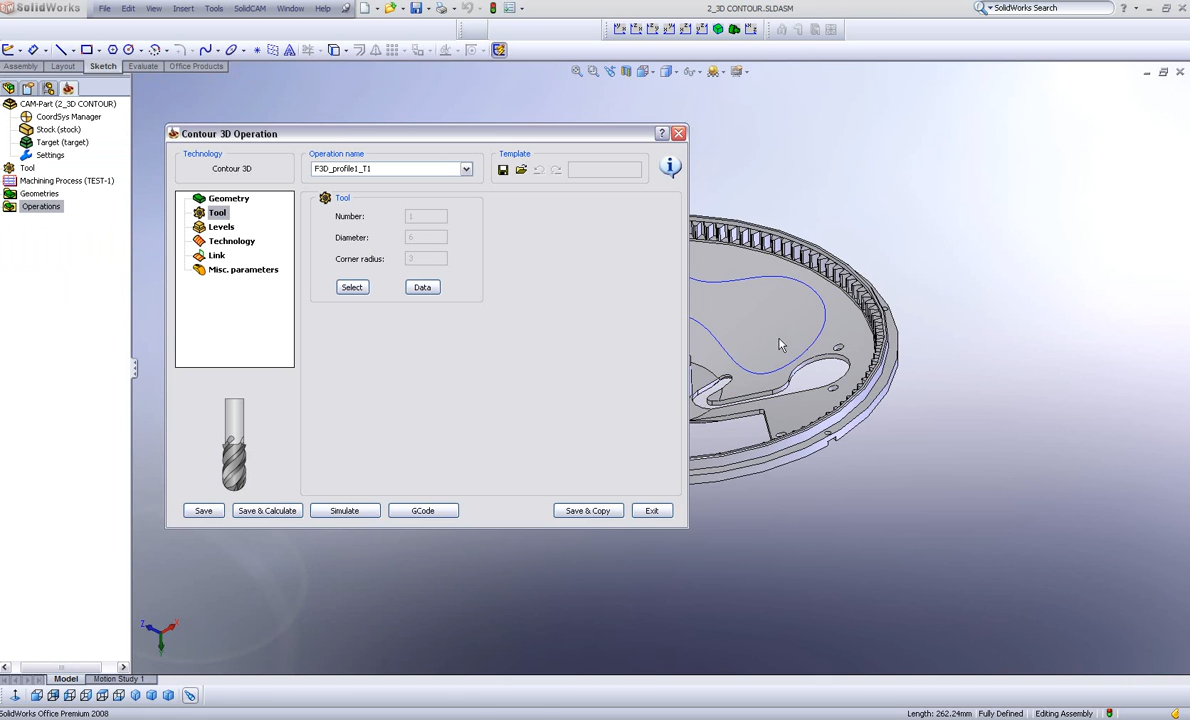 SolidWorks File Edit View Insert Tools SolidCAM Window Help 2_3D CONTOUR.SLDASM SolidWorks Search
Assembly Layout Sketch Evaluate Office Products
CAM-Part (2_3D CONTOUR)
CoordSys Manager
Stock (stock)
Target (target)
Settings
Tool
Machining Process (TEST-1)
Geometries
Operations
Contour 3D Operation
Technology
Contour 3D
Operation name
F3D_profile1_T1
Template
Geometry
Tool
Levels
Technology
Link
Misc. parameters
Tool
Number: 1
Diameter: 6
Corner radius: 3
Select Data
Save Save & Calculate Simulate GCode Save & Copy Exit
Z X
Model Motion Study 1
SolidWorks Office Premium 2008 Length: 262.24mm Fully Defined Editing Assembly